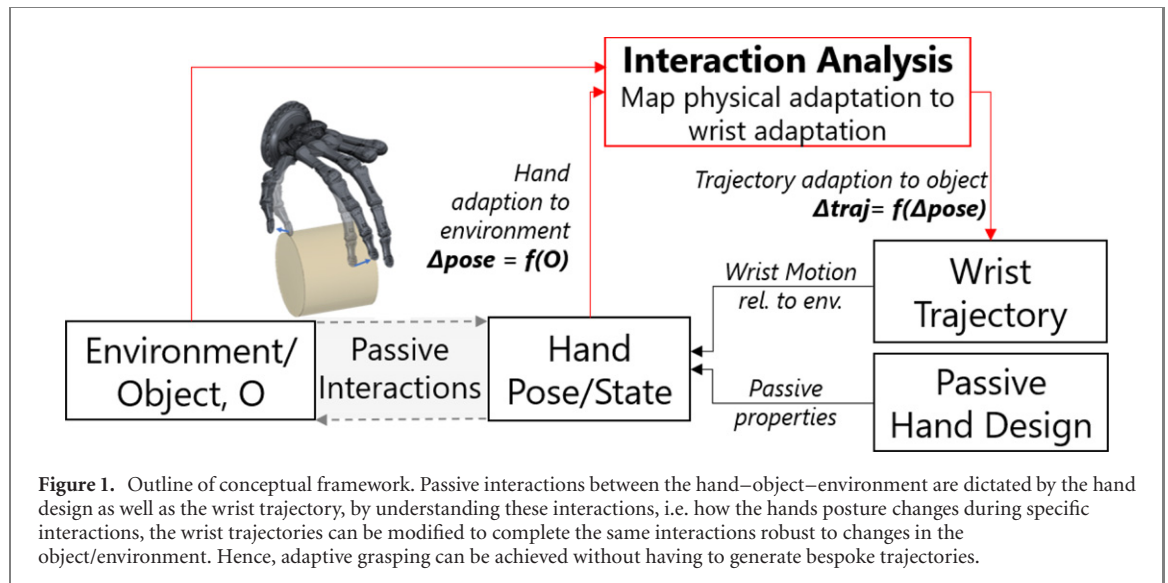 Interaction Analysis
Map physical adaptation to
wrist adaptation
Hand
adaption to
environment
Δpose = f(O)
Trajectory adaption to object
Δtraj= f(Δpose)
Wrist Motion
rel. to env.
Wrist
Trajectory
Environment/
Object, O
Passive
Interactions
Hand
Pose/State
Passive
properties
Passive
Hand Design
Figure 1. Outline of conceptual framework. Passive interactions between the hand–object–environment are dictated by the hand
design as well as the wrist trajectory, by understanding these interactions, i.e. how the hands posture changes during specific
interactions, the wrist trajectories can be modified to complete the same interactions robust to changes in the
object/environment. Hence, adaptive grasping can be achieved without having to generate bespoke trajectories.